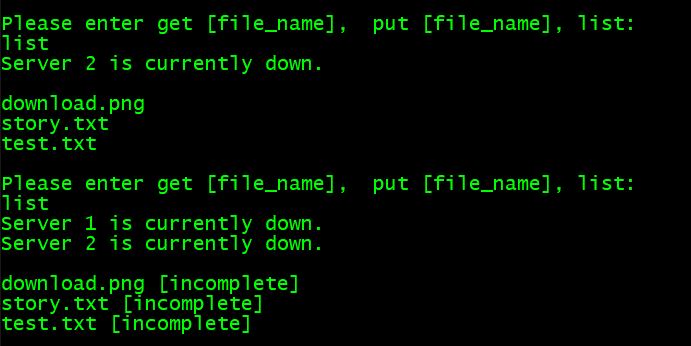 Please enter get [file_name],  put [file_name], list:
list
Server 2 is currently down.
download.png
story.txt
test.txt
Please enter get [file_name],  put [file_name], list:
list
Server 1 is currently down.
Server 2 is currently down.
download.png [incomplete]
story.txt [incomplete]
test.txt [incomplete]